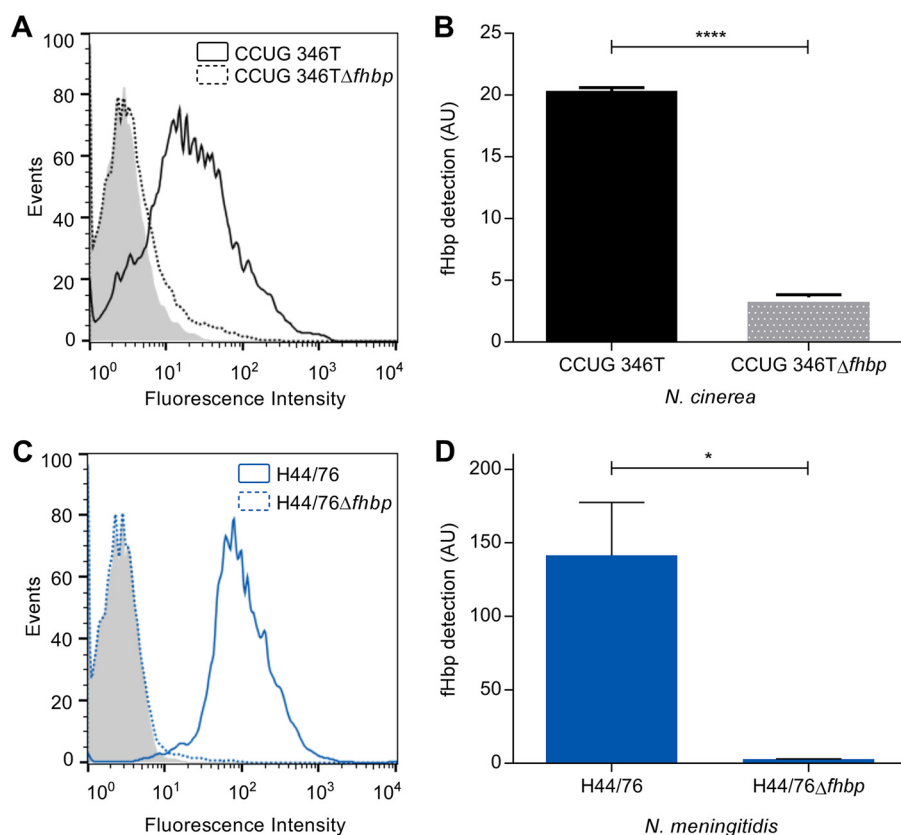 A
CCUG 346T
CCUG 346TΔfhbp
Events
100
80
60
40
20
0
10⁰ 10¹ 10² 10³ 10⁴
Fluorescence Intensity
B
****
fHbp detection (AU)
25
20
15
10
5
0
CCUG 346T CCUG 346TΔfhbp
N. cinerea
C
H44/76
H44/76Δfhbp
Events
100
80
60
40
20
0
10⁰ 10¹ 10² 10³ 10⁴
Fluorescence Intensity
D
*
fHbp detection (AU)
200
150
100
50
0
H44/76 H44/76Δfhbp
N. meningitidis